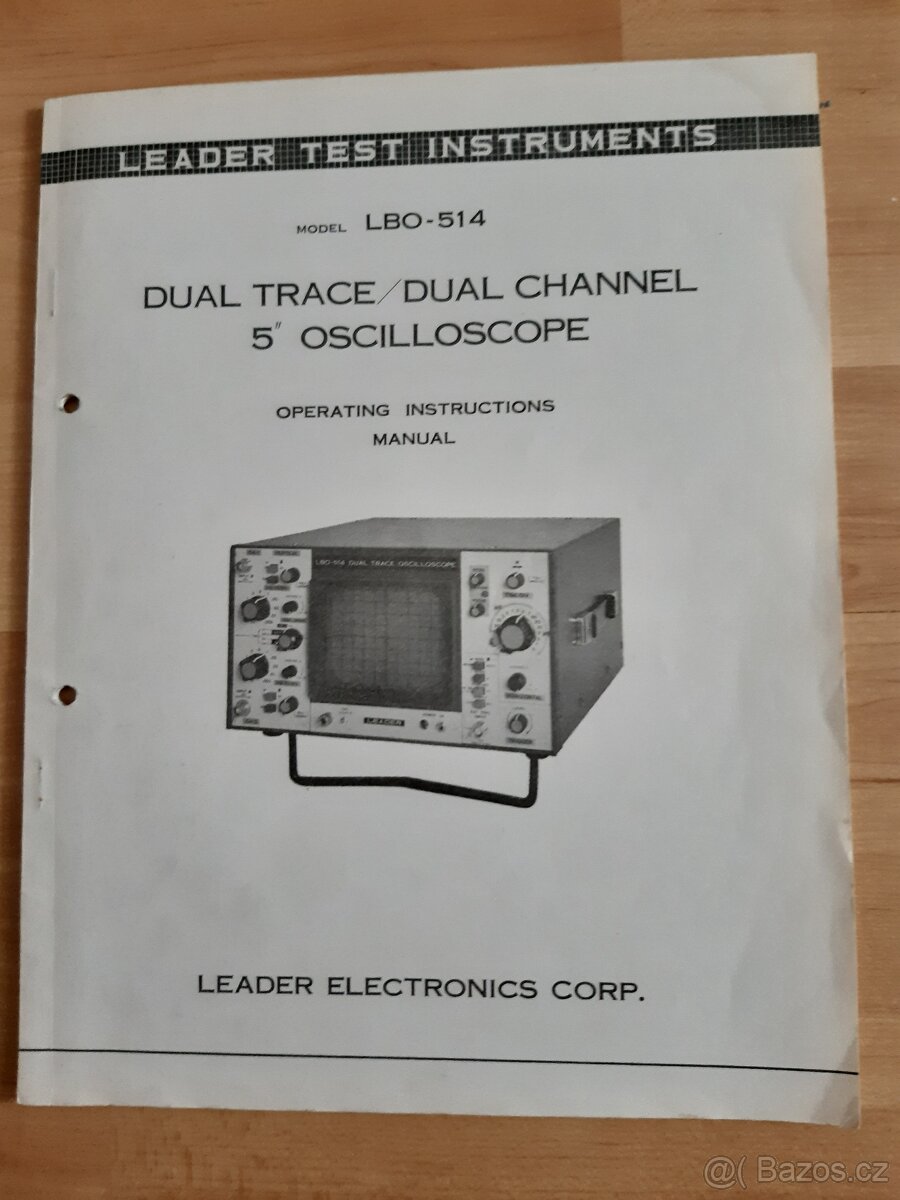 LEADER TEST INSTRUMENTS
MODEL LBO-514
DUAL TRACE/DUAL CHANNEL
5" OSCILLOSCOPE
OPERATING INSTRUCTIONS
MANUAL
LBO-514 DUAL TRACE OSCILLOSCOPE
LEADER
HORIZONTAL
LEADER ELECTRONICS CORP.
@( Bazos.cz